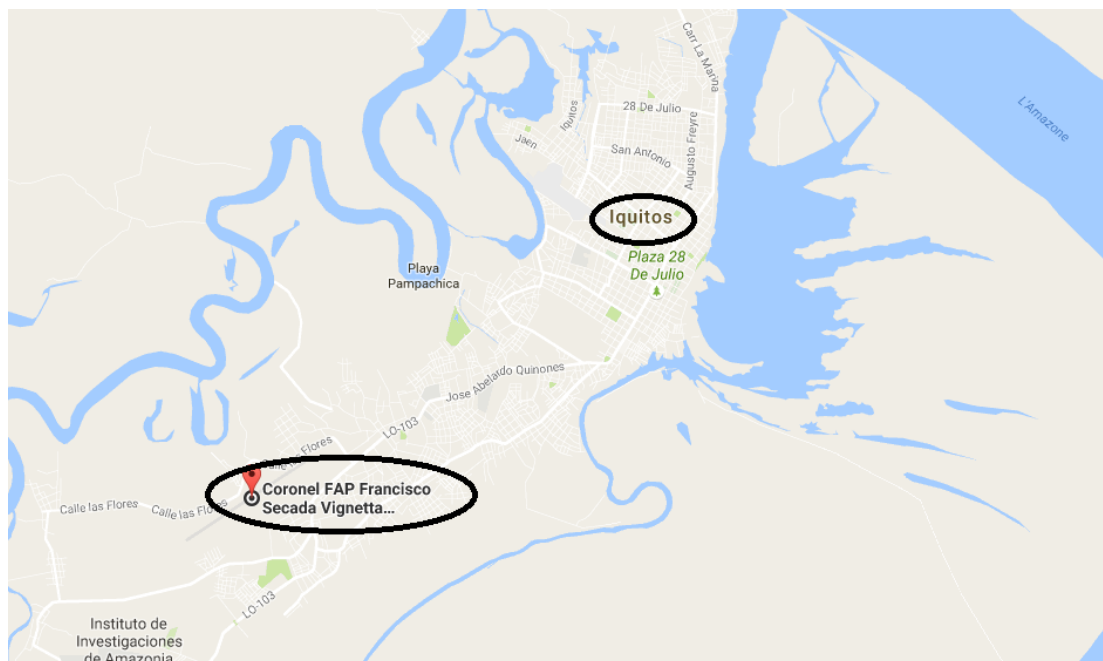 Carr La Marina
28 De Julio
L'Amazone
Iquitos
Jaen
San Antonio
Augusto Freyre
Iquitos
Plaza 28
De Julio
Playa
Pampachica
Jose Abelardo Quinones
LO-103
Calle las Flores
Coronel FAP Francisco
Secada Vignetta...
Calle las Flores
Calle las Flores
LO-103
Instituto de
Investigaciones
de Amazonia